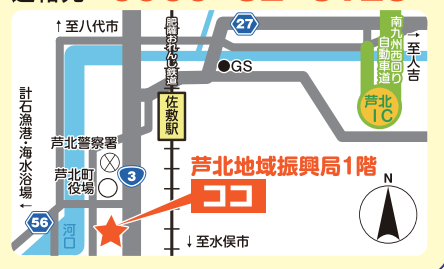 ↑至八代市
肥薩おれんじ鉄道
27
南九州西回り
自動車道
→至人吉
GS
芦北
IC
佐敷駅
計石漁港・海水浴場→
芦北警察署
芦北町
役場
3
芦北地域振興局1階
ココ
N
56
河口
↓至水俣市